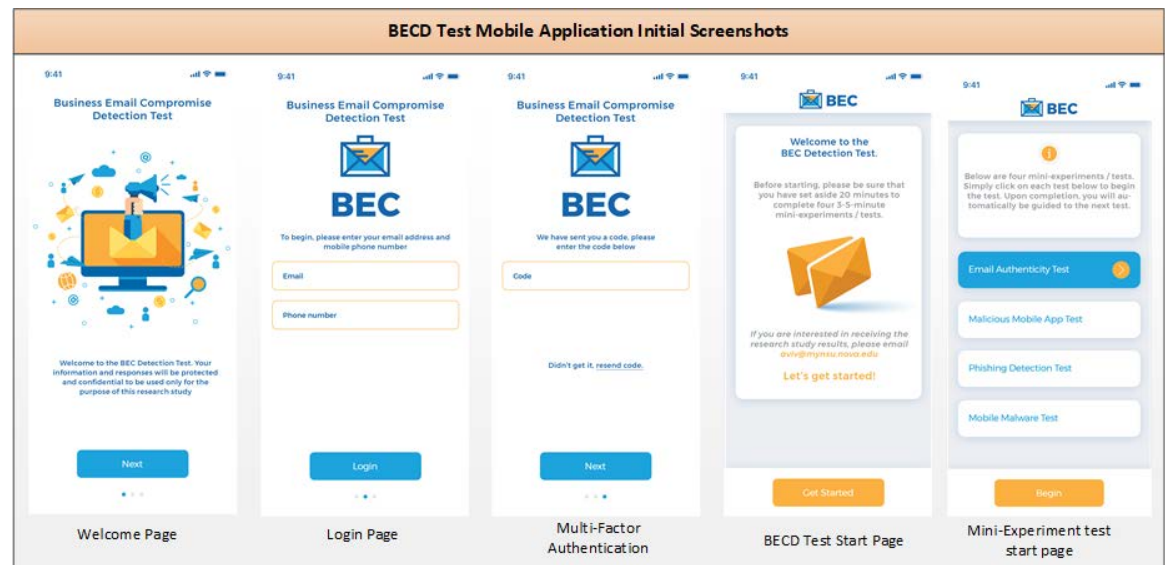 BECD Test Mobile Application Initial Screenshots
9:41
Business Email Compromise
Detection Test
Welcome to the BEC Detection Test. Your
information and responses will be protected
and confidential to be used only for the
purpose of this research study
Next
Welcome Page
9:41
Business Email Compromise
Detection Test
BEC
To begin, please enter your email address and
mobile phone number
Email
Phone number
Login
Login Page
9:41
Business Email Compromise
Detection Test
BEC
We have sent you a code, please
enter the code below
Code
Didn't get it, resend code.
Next
Multi-Factor
Authentication
9:41
BEC
Welcome to the
BEC Detection Test.
Before starting, please be sure that
you have set aside 20 minutes to
complete four 3-5-minute
mini-experiments / tests.
If you are interested in receiving the
research study results, please email
aviv@mynsu.nova.edu
Let's get started!
Get Started
BECD Test Start Page
9:41
BEC
Below are four mini-experiments / tests.
Simply click on each test below to begin
the test. Upon completion, you will au-
tomatically be guided to the next test.
Email Authenticity Test
Malicious Mobile App Test
Phishing Detection Test
Mobile Malware Test
Begin
Mini-Experiment test
start page